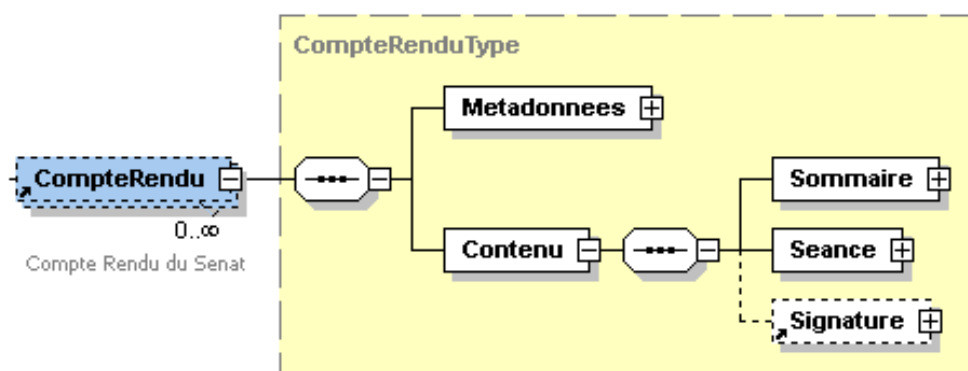 CompteRenduType
Metadonnees
CompteRendu
0..∞
Compte Rendu du Senat
Contenu
Sommaire
Seance
Signature